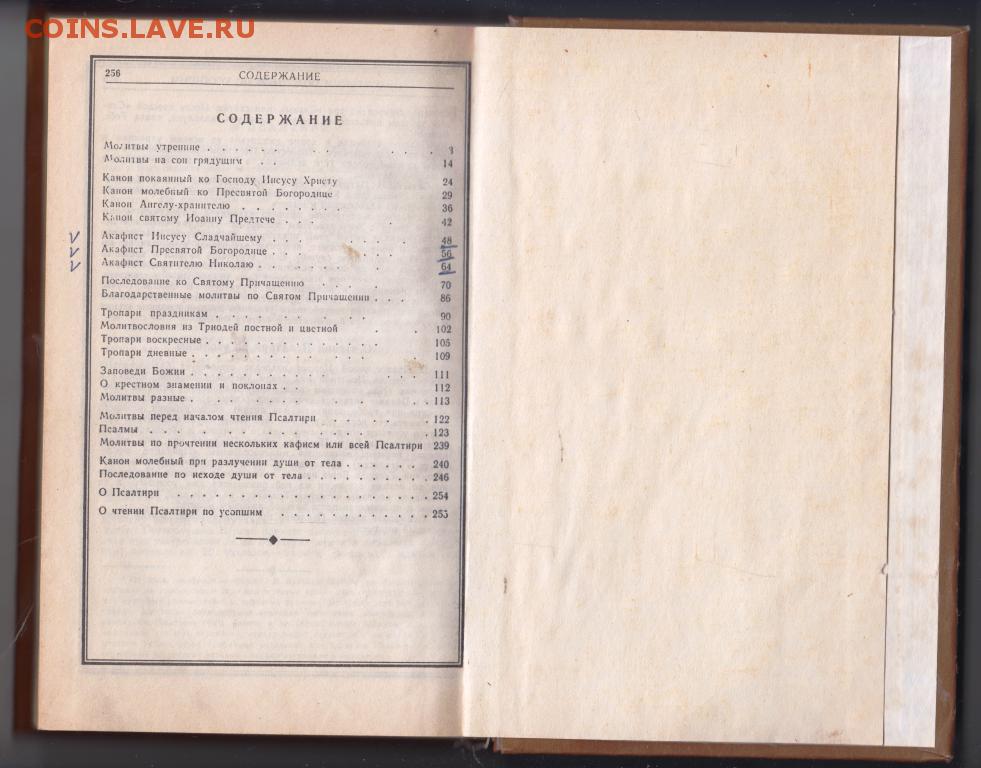 COINS.LAVE.RU
256 СОДЕРЖАНИЕ
СОДЕРЖАНИЕ
Молитвы утренние . . . . . . . . . . . 3
Молитвы на сон грядущим . . 14
Канон покаянный ко Господу Иисусу Христу 24
Канон молебный ко Пресвятой Богородице 29
Канон Ангелу-хранителю . . . . . . . . 36
Канон святому Иоанну Предтече . . . . 42
Акафист Иисусу Сладчайшему . . . . . 48
Акафист Пресвятой Богородице . . . . . . 56
Акафист Святителю Николаю . . . . . . 64
Последование ко Святому Причащению . . . . 70
Благодарственные молитвы по Святом Причащении . . . 86
Тропари праздникам . . . . . . . . . 90
Молитвословия из Триодей постной и цветной . . 102
Тропари воскресные . . . . . . . . . . . 105
Тропари дневные . . . . . . . . . . . . 109
Заповеди Божии . . . . . . . . . . . . 111
О крестном знамении и поклонах . . 112
Молитвы разные . . . . . 113
Молитвы перед началом чтения Псалтири . . . . . 122
Псалмы . . . . . . . . . . . . . . 123
Молитвы по прочтении нескольких кафисм или всей Псалтири 239
Канон молебный при разлучении души от тела . . . . . . 240
Последование по исходе души от тела . . . . . . . . . 246
О Псалтири . . . . . . . . . . . . . . . . . . 254
О чтении Псалтири по усопшим . . . . . . . . . . . 255